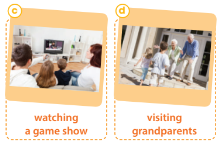 c
watching
a game show
d
visiting
grandparents